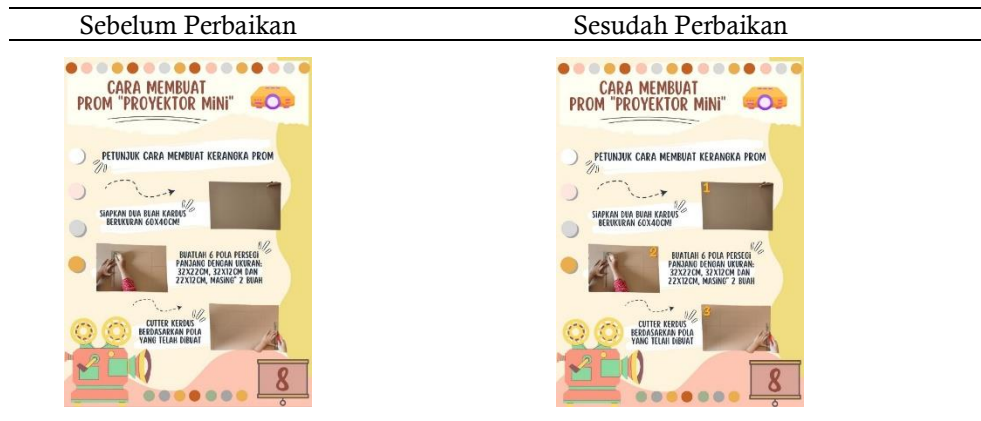 Sebelum Perbaikan
Sesudah Perbaikan
CARA MEMBUAT
PROM "PROYEKTOR MINI"
PETUNJUK CARA MEMBUAT KERANGKA PROM
SIAPKAN DUA BUAH KARDUS
BERUKURAN 60X40CM!
BUATLAH 6 POLA PERSEGI
PANJANG DENGAN UKURAN:
32X22CM, 32X12CM DAN
22X12CM, MASING" 2 BUAH
CUTTER KERDUS
BERDASARKAN POLA
YANG TELAH DIBUAT
8
CARA MEMBUAT
PROM "PROYEKTOR MINI"
PETUNJUK CARA MEMBUAT KERANGKA PROM
1
SIAPKAN DUA BUAH KARDUS
BERUKURAN 60X40CM!
2
BUATLAH 6 POLA PERSEGI
PANJANG DENGAN UKURAN:
32X22CM, 32X12CM DAN
22X12CM, MASING" 2 BUAH
3
CUTTER KERDUS
BERDASARKAN POLA
YANG TELAH DIBUAT
8